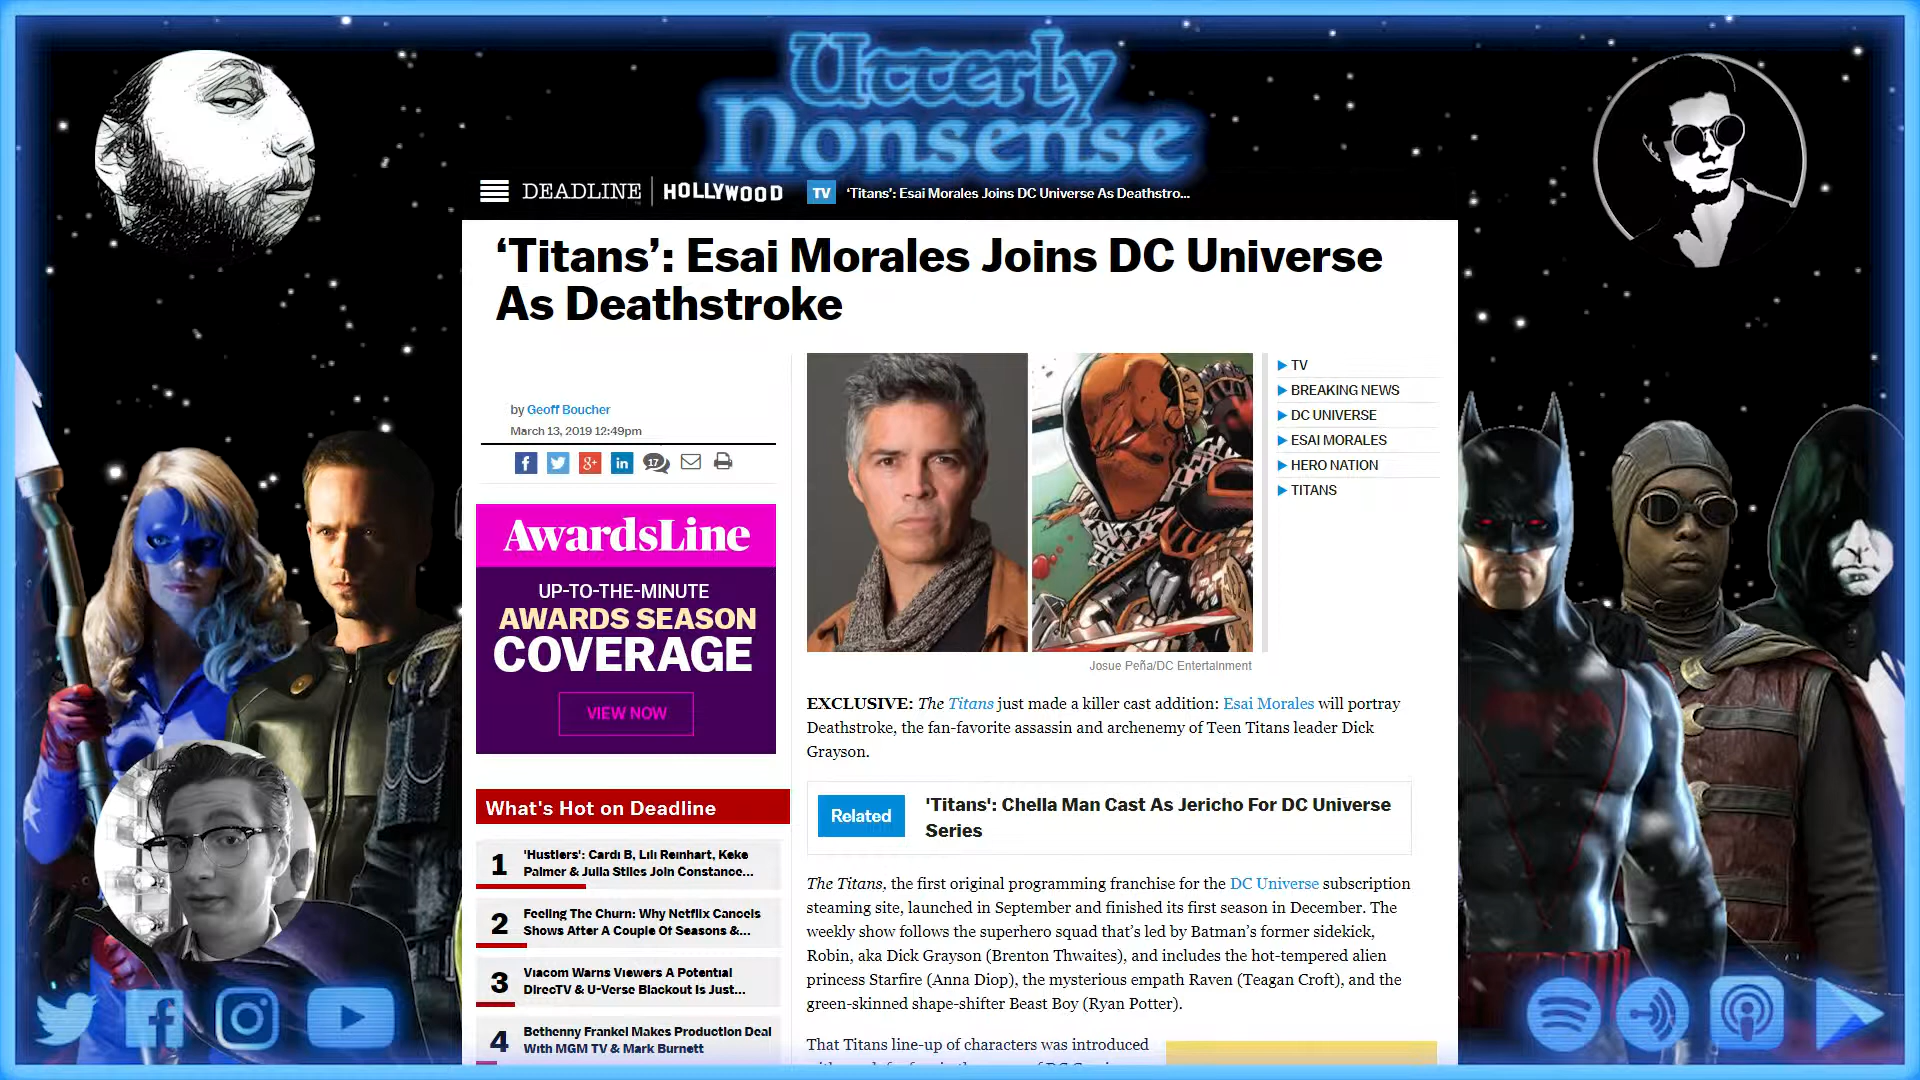 Utterly
Nonsense
DEADLINE HOLLYWOOD TV ‘Titans’: Esai Morales Joins DC Universe As Deathstro...
‘Titans’: Esai Morales Joins DC Universe
As Deathstroke
by Geoff Boucher
March 13, 2019 12:49pm
f g+ in 17
AwardsLine
UP-TO-THE-MINUTE
AWARDS SEASON
COVERAGE
VIEW NOW
What's Hot on Deadline
1 'Hustlers': Cardi B, Lili Reinhart, Keke
Palmer & Julia Stiles Join Constance...
2 Feeling The Churn: Why Netflix Cancels
Shows After A Couple Of Seasons &...
3 Viacom Warns Viewers A Potential
DirecTV & U-Verse Blackout Is Just...
4 Bethenny Frankel Makes Production Deal
With MGM TV & Mark Burnett
TV
BREAKING NEWS
DC UNIVERSE
ESAI MORALES
HERO NATION
TITANS
Josue Peña/DC Entertainment
EXCLUSIVE: The Titans just made a killer cast addition: Esai Morales will portray
Deathstroke, the fan-favorite assassin and archenemy of Teen Titans leader Dick
Grayson.
Related 'Titans': Chella Man Cast As Jericho For DC Universe
Series
The Titans, the first original programming franchise for the DC Universe subscription
steaming site, launched in September and finished its first season in December. The
weekly show follows the superhero squad that’s led by Batman’s former sidekick,
Robin, aka Dick Grayson (Brenton Thwaites), and includes the hot-tempered alien
princess Starfire (Anna Diop), the mysterious empath Raven (Teagan Croft), and the
green-skinned shape-shifter Beast Boy (Ryan Potter).
That Titans line-up of characters was introduced